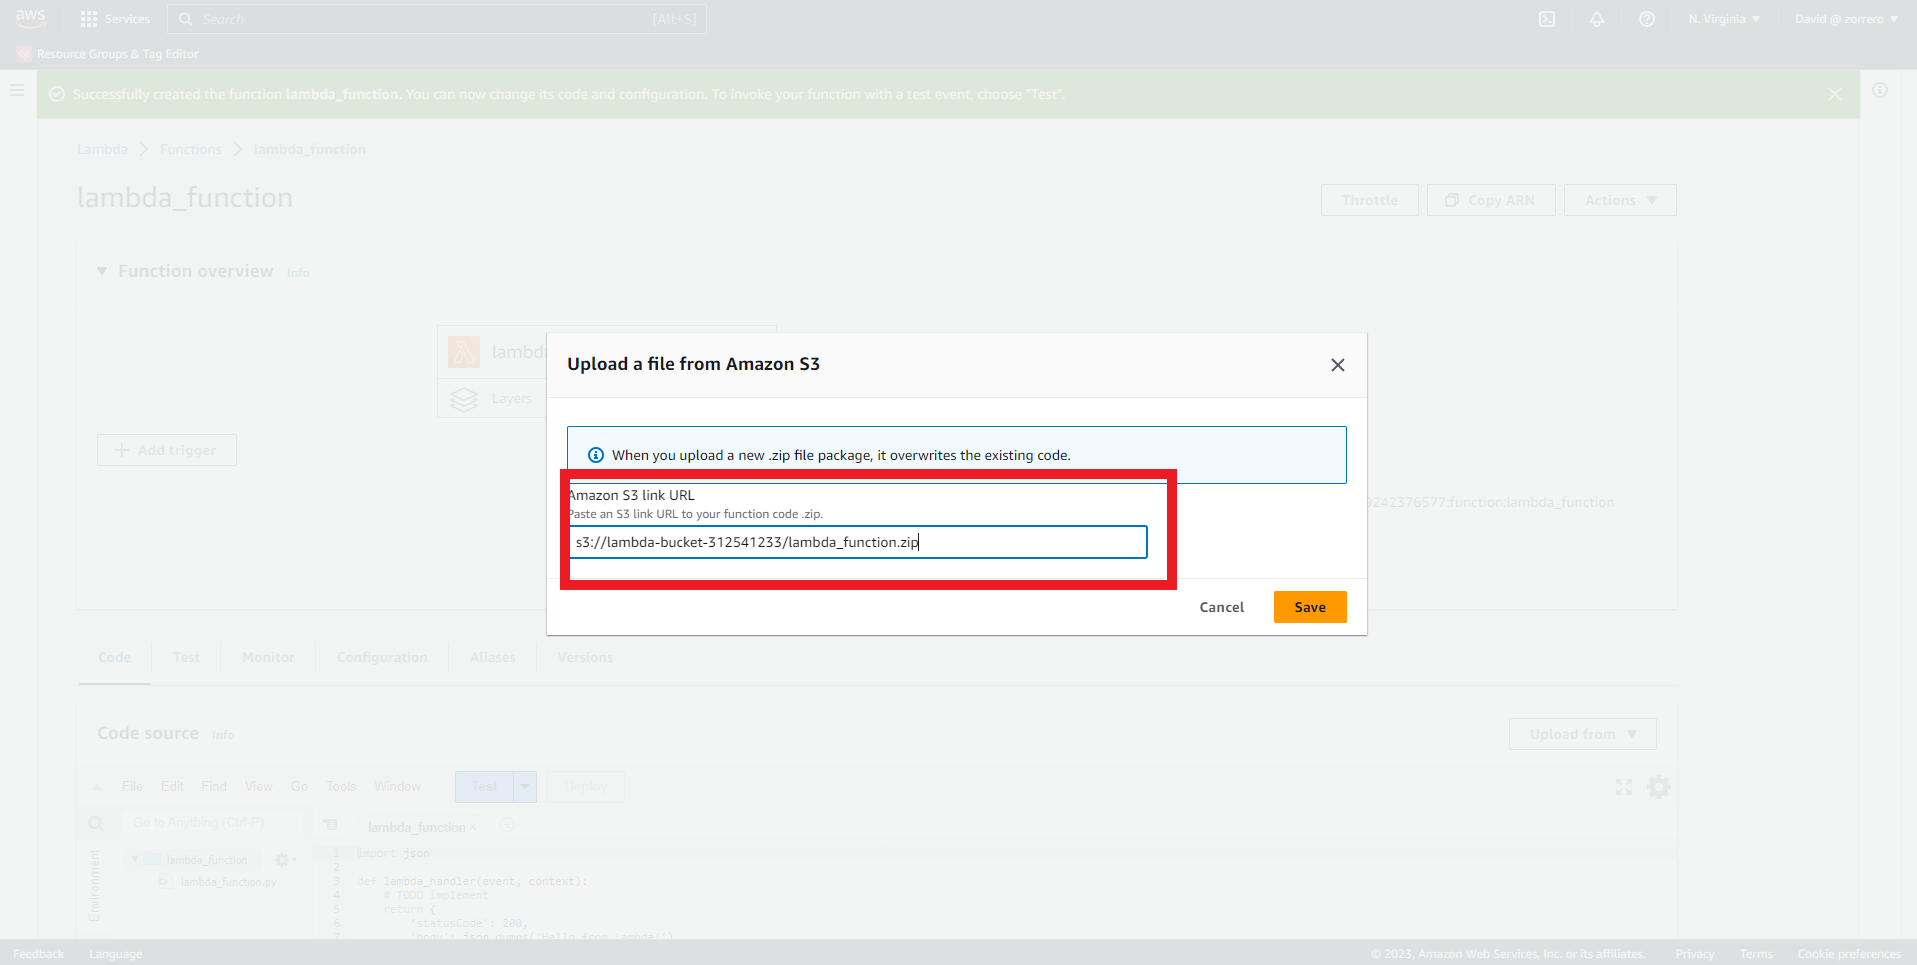 aws
Services
Search
[Alt+S]
N. Virginia
David @ zorrero
Resource Groups & Tag Editor
Successfully created the function lambda_function. You can now change its code and configuration. To invoke your function with a test event, choose "Test".
Lambda
Functions
lambda_function
lambda_function
Throttle
Copy ARN
Actions
Function overview
Info
Layers
Add trigger
9242376577:function:lambda_function
Upload a file from Amazon S3
When you upload a new .zip file package, it overwrites the existing code.
Amazon S3 link URL
Paste an S3 link URL to your function code .zip.
s3://lambda-bucket-312541233/lambda_function.zip
Cancel
Save
Code
Test
Monitor
Configuration
Aliases
Versions
Code source
Info
Upload from
File
Edit
Find
View
Go
Tools
Window
Test
Deploy
Go to Anything (Ctrl-P)
lambda_function
Environment
lambda_function
lambda_function.py
1 import json
2
3 def lambda_handler(event, context):
4 # TODO implement
5 return {
6 'statusCode': 200,
7 'body': json.dumps('Hello from Lambda!')
Feedback
Language
© 2023, Amazon Web Services, Inc. or its affiliates.
Privacy
Terms
Cookie preferences